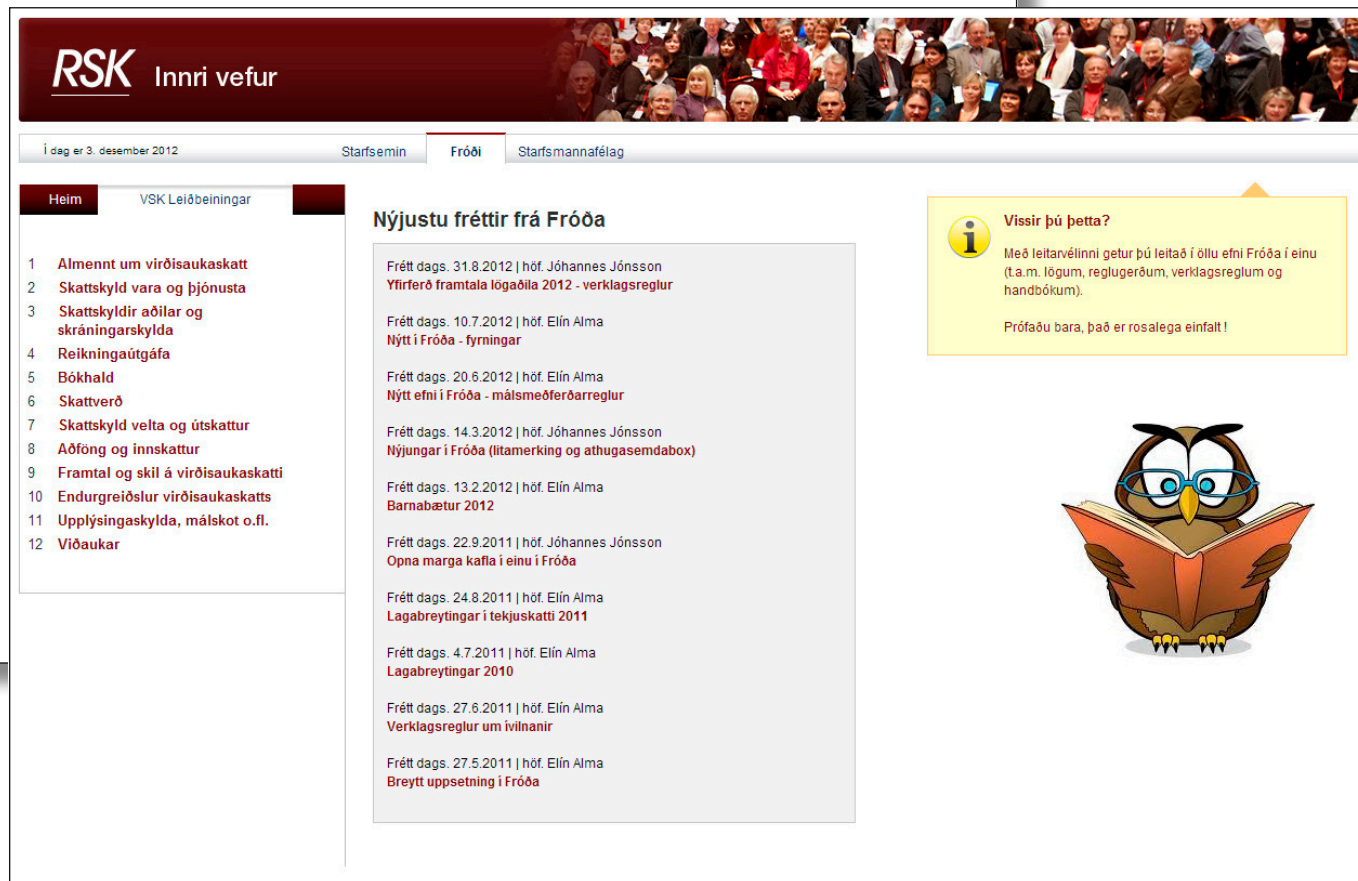 RSK Innri vefur
Í dag er 3. desember 2012
Starfsemin Fróði Starfsmannafélag
Heim VSK Leiðbeiningar
1 Almennt um virðisaukaskatt
2 Skattskyld vara og þjónusta
3 Skattskyldir aðilar og
skráningarskylda
4 Reikningaútgáfa
5 Bókhald
6 Skattverð
7 Skattskyld velta og útskattur
8 Aðföng og innskattur
9 Framtal og skil á virðisaukaskatti
10 Endurgreiðslur virðisaukaskatts
11 Upplýsingaskylda, málskot o.fl.
12 Viðaukar
Nýjustu fréttir frá Fróða
Frétt dags. 31.8.2012 | höf. Jóhannes Jónsson
Yfirferð framtala lögaðila 2012 - verklagsreglur
Frétt dags. 10.7.2012 | höf. Elín Alma
Nýtt í Fróða - fyrningar
Frétt dags. 20.6.2012 | höf. Elín Alma
Nýtt efni í Fróða - málsmeðferðarreglur
Frétt dags. 14.3.2012 | höf. Jóhannes Jónsson
Nýjungar í Fróða (litamerking og athugasemdabox)
Frétt dags. 13.2.2012 | höf. Elín Alma
Barnabætur 2012
Frétt dags. 22.9.2011 | höf. Jóhannes Jónsson
Opna marga kafla í einu í Fróða
Frétt dags. 24.8.2011 | höf. Elín Alma
Lagabreytingar í tekjuskatti 2011
Frétt dags. 4.7.2011 | höf. Elín Alma
Lagabreytingar 2010
Frétt dags. 27.6.2011 | höf. Elín Alma
Verklagsreglur um ívilnanir
Frétt dags. 27.5.2011 | höf. Elín Alma
Breytt uppsetning í Fróða
Vissir þú þetta?
Með leitarvélinni getur þú leitað í öllu efni Fróða í einu
(t.a.m. lögum, reglugerðum, verklagsreglum og
handbókum).
Prófaðu bara, það er rosalega einfalt !